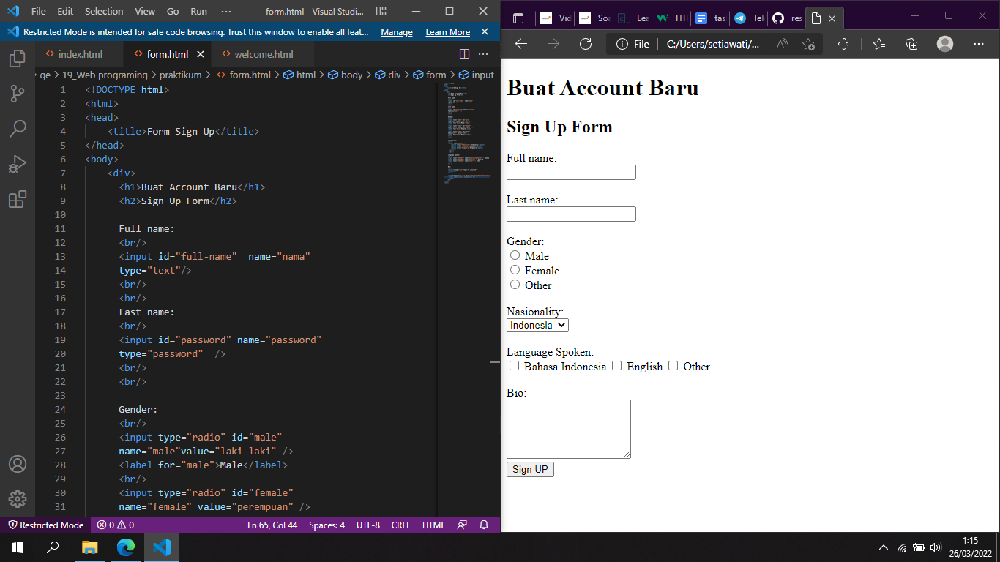 File Edit Selection View Go Run ··· form.html - Visual Studi...
Restricted Mode is intended for safe code browsing. Trust this window to enable all feat... Manage Learn More
index.html form.html welcome.html
qe > 19_Web programing > praktikum > form.html > html > body > div > form > input
1 <!DOCTYPE html>
2 <html>
3 <head>
4 <title>Form Sign Up</title>
5 </head>
6 <body>
7 <div>
8 <h1>Buat Account Baru</h1>
9 <h2>Sign Up Form</h2>
10
11 Full name:
12 <br/>
13 <input id="full-name"  name="nama"
14 type="text"/>
15 <br/>
16 <br/>
17 Last name:
18 <br/>
19 <input id="password" name="password"
20 type="password"  />
21 <br/>
22 <br/>
23
24 Gender:
25 <br/>
26 <input type="radio" id="male"
27 name="male"value="laki-laki" />
28 <label for="male">Male</label>
29 <br/>
30 <input type="radio" id="female"
31 name="female" value="perempuan" />
Restricted Mode 0 0 Ln 65, Col 44 Spaces: 4 UTF-8 CRLF HTML
Vid Soa Lea HT tas Tel res
File C:/Users/setiawati/...
Buat Account Baru
Sign Up Form
Full name:
Last name:
Gender:
Male
Female
Other
Nasionality:
Indonesia
Language Spoken:
Bahasa Indonesia English Other
Bio:
Sign UP
1:15
26/03/2022